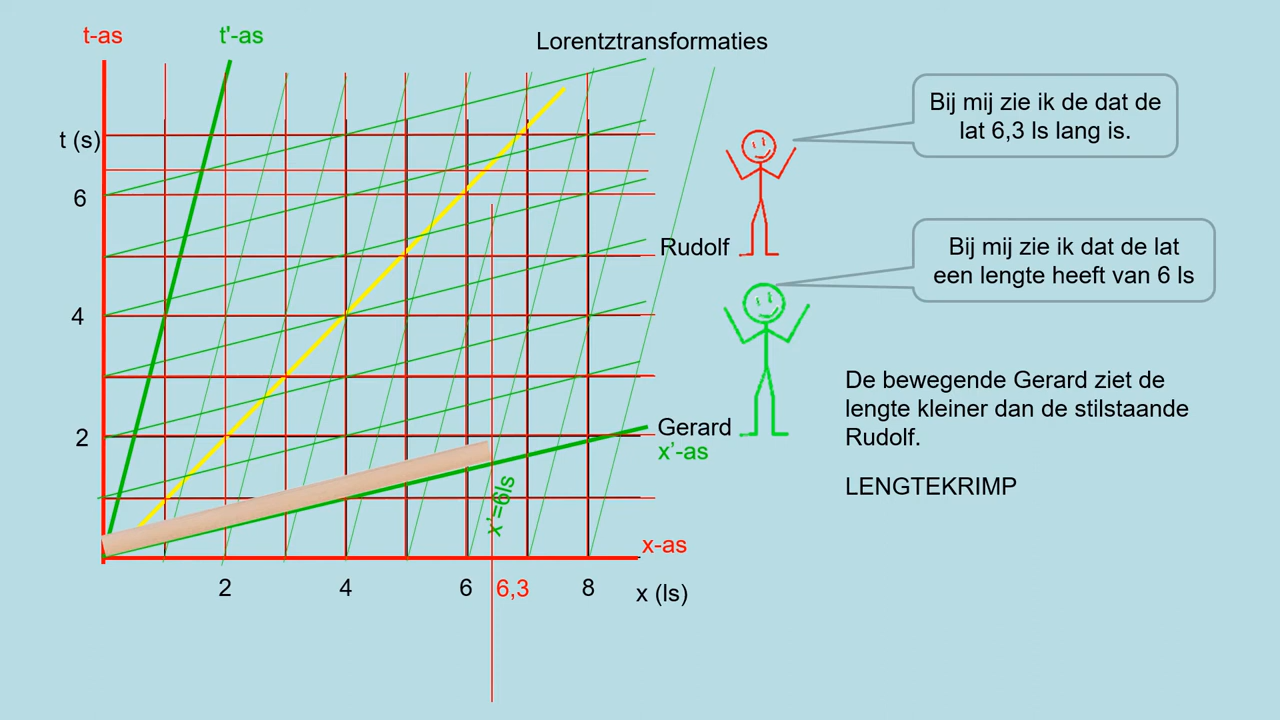 t-as
t'-as
Lorentztransformaties
t (s)
6
4
2
Bij mij zie ik de dat de
lat 6,3 ls lang is.
Rudolf
Bij mij zie ik dat de lat
een lengte heeft van 6 ls
Gerard
x’-as
De bewegende Gerard ziet de
lengte kleiner dan de stilstaande
Rudolf.
LENGTEKRIMP
x’=6ls
x-as
2
4
6
6,3
8
x (ls)